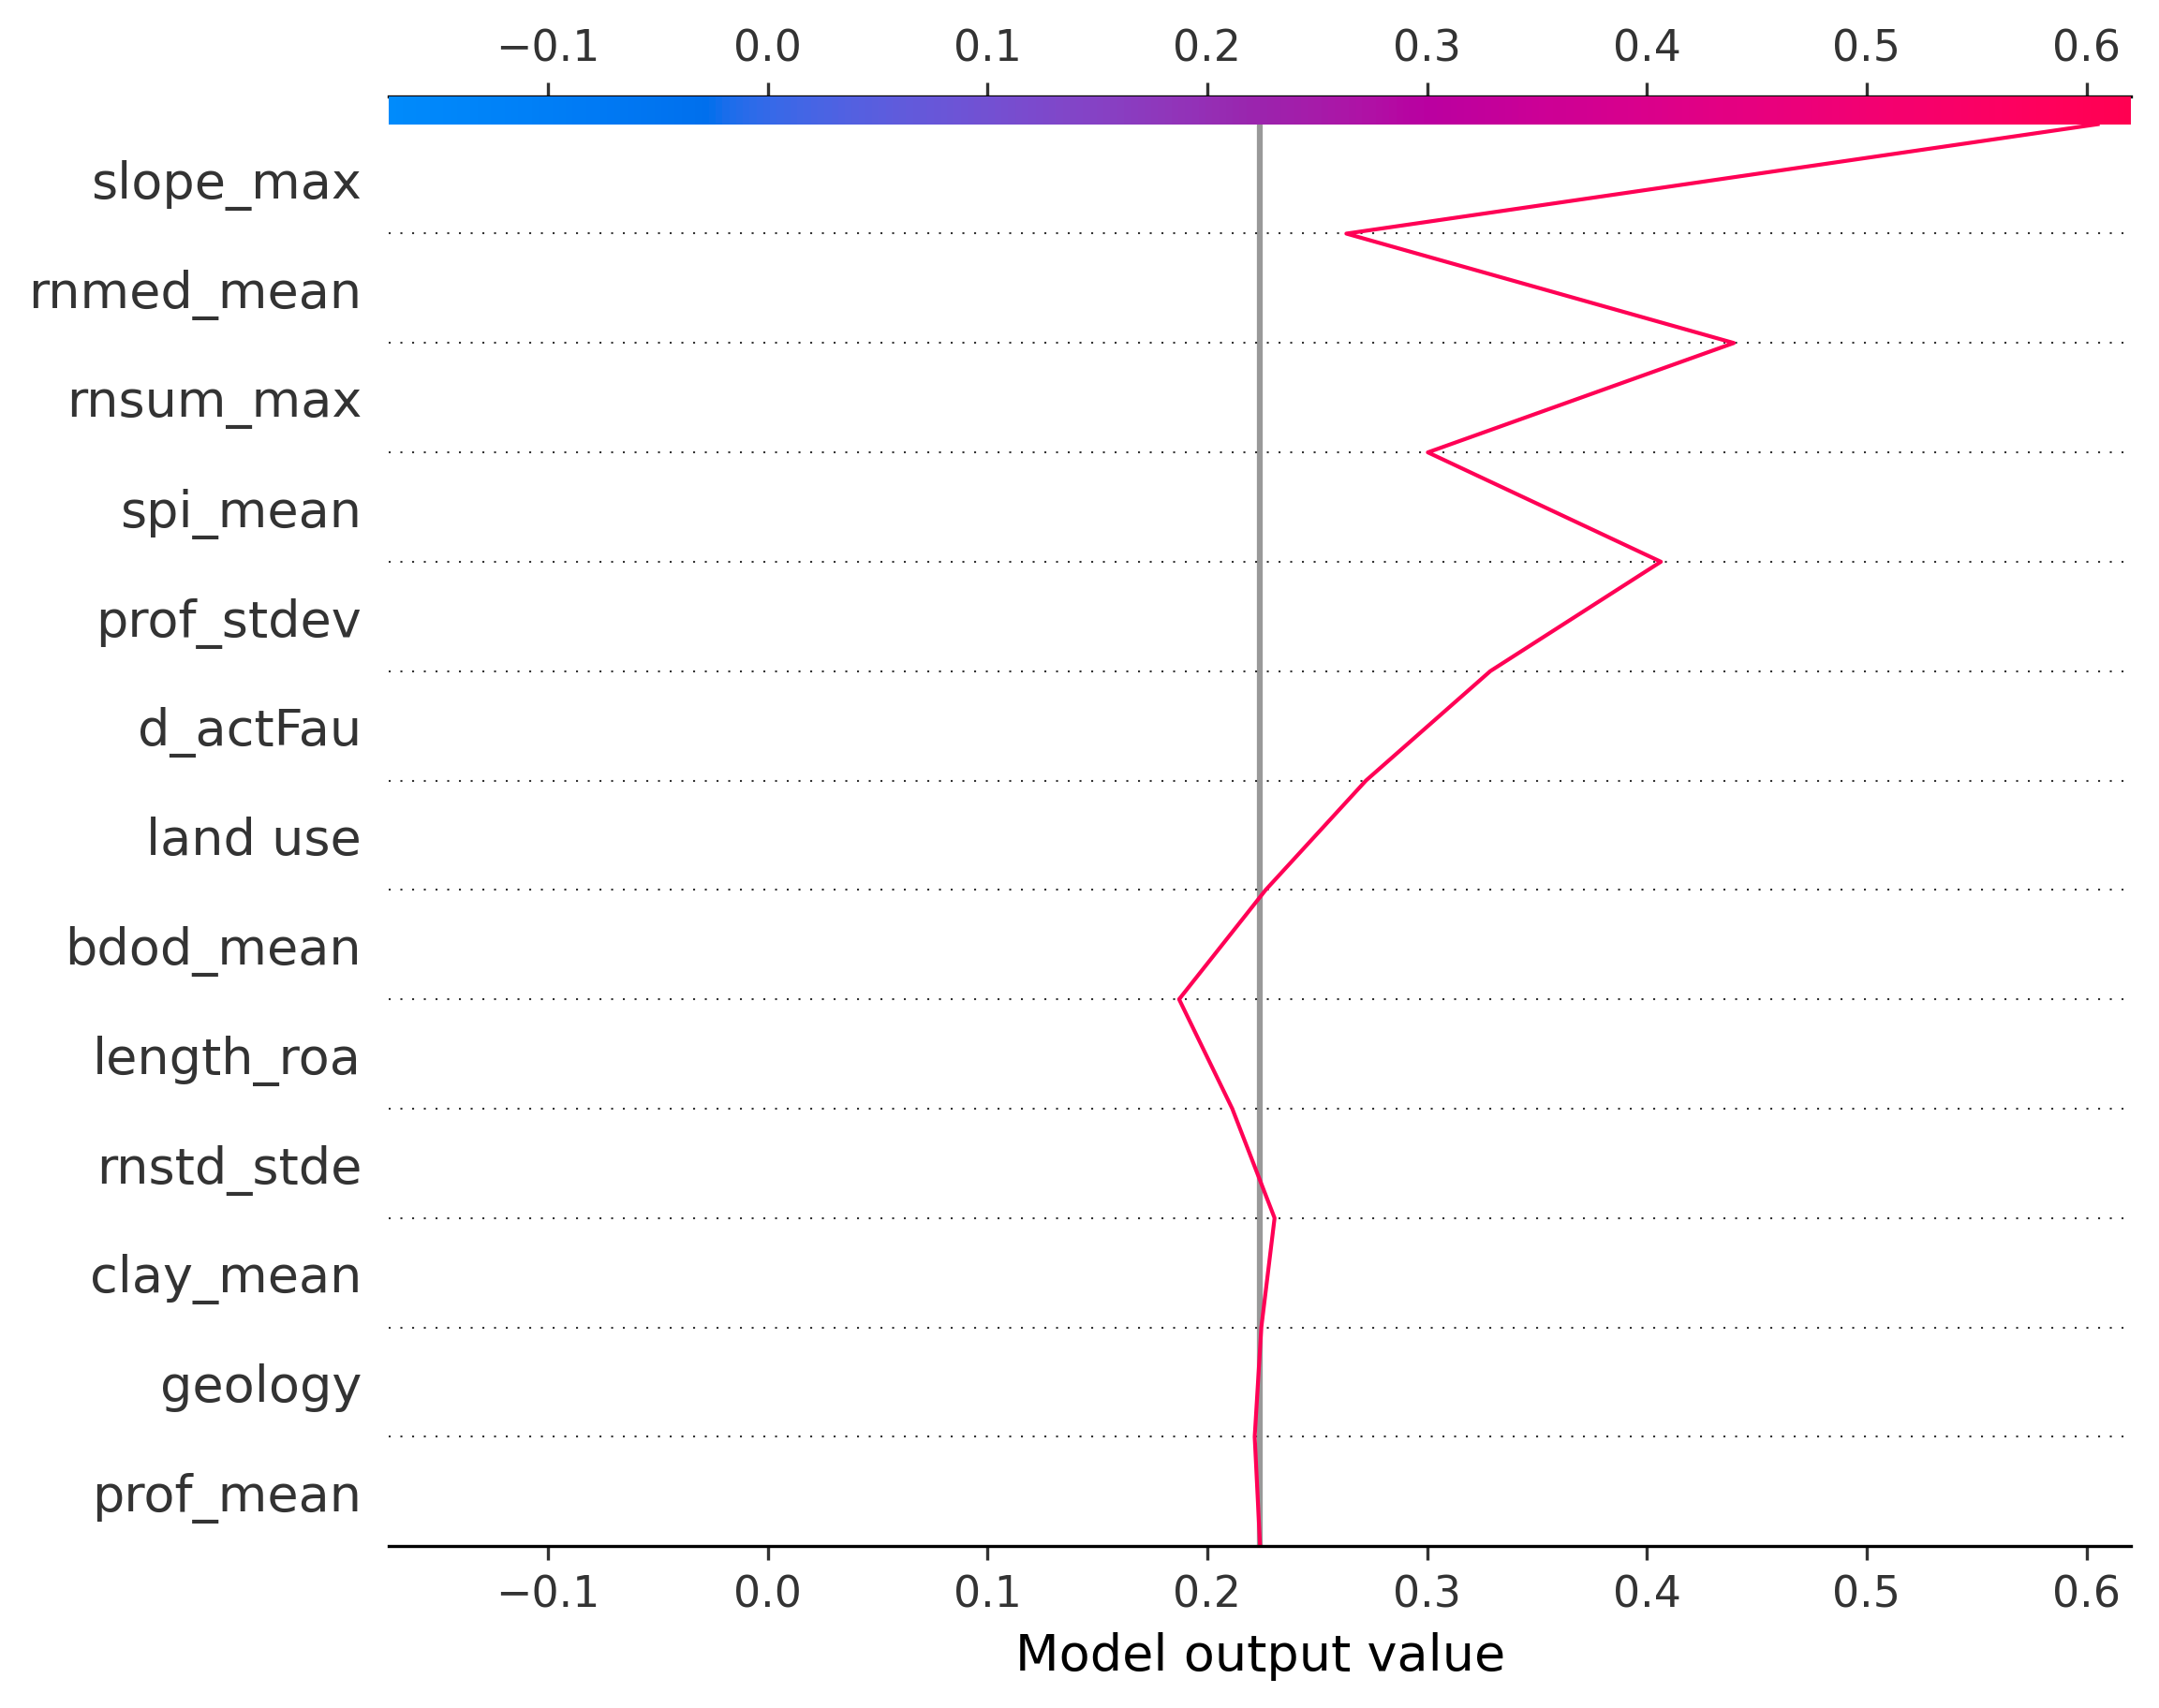 −0.1 0.0 0.1 0.2 0.3 0.4 0.5 0.6
slope_max
rnmed_mean
rnsum_max
spi_mean
prof_stdev
d_actFau
land use
bdod_mean
length_roa
rnstd_stde
clay_mean
geology
prof_mean
−0.1 0.0 0.1 0.2 0.3 0.4 0.5 0.6
Model output value